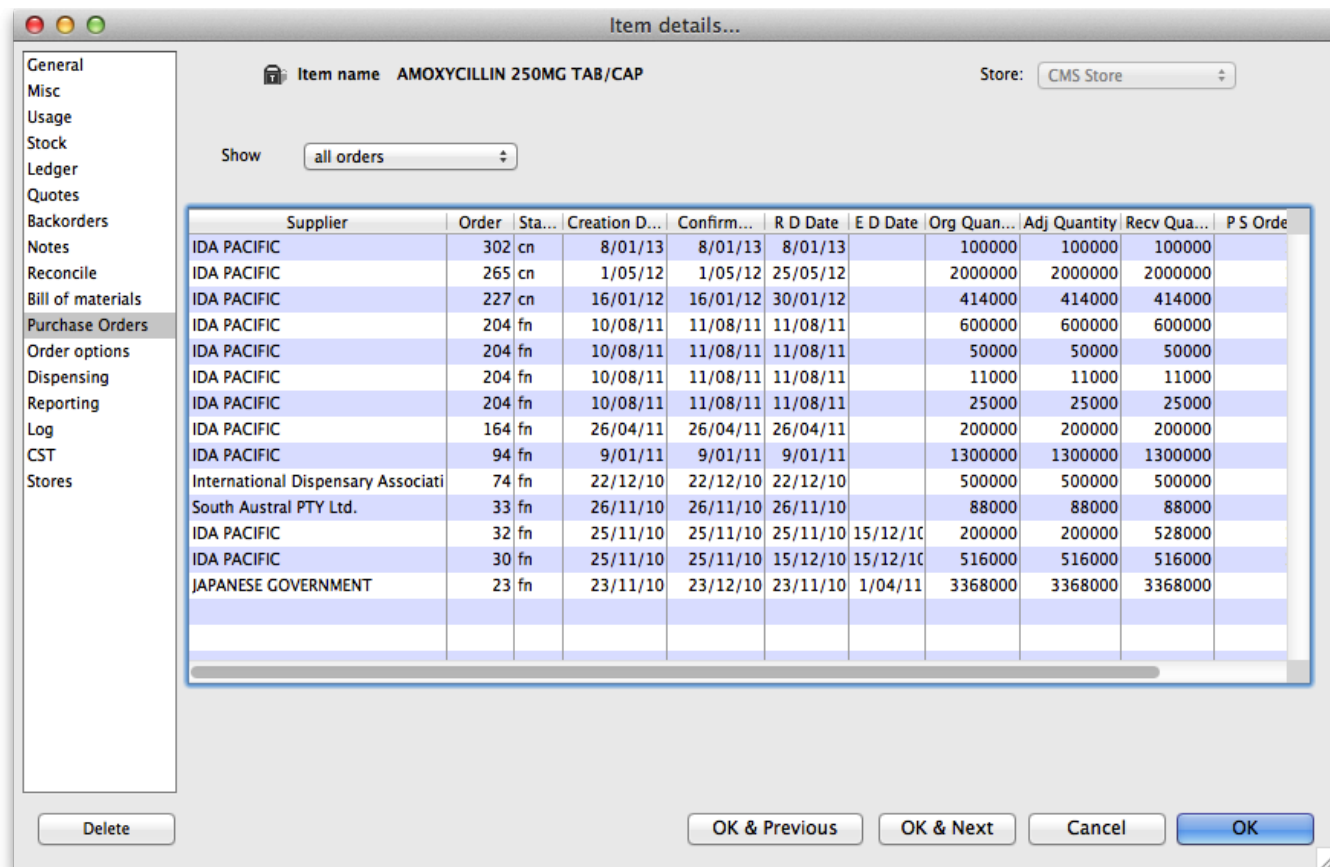 Item details...
General
Misc
Usage
Stock
Ledger
Quotes
Backorders
Notes
Reconcile
Bill of materials
Purchase Orders
Order options
Dispensing
Reporting
Log
CST
Stores
Item name AMOXYCILLIN 250MG TAB/CAP Store: CMS Store
Show all orders
Supplier Order Sta... Creation D... Confirm... R D Date E D Date Org Quan... Adj Quantity Recv Qua... P S Orde
IDA PACIFIC 302 cn 8/01/13 8/01/13 8/01/13 100000 100000 100000
IDA PACIFIC 265 cn 1/05/12 1/05/12 25/05/12 2000000 2000000 2000000
IDA PACIFIC 227 cn 16/01/12 16/01/12 30/01/12 414000 414000 414000
IDA PACIFIC 204 fn 10/08/11 11/08/11 11/08/11 600000 600000 600000
IDA PACIFIC 204 fn 10/08/11 11/08/11 11/08/11 50000 50000 50000
IDA PACIFIC 204 fn 10/08/11 11/08/11 11/08/11 11000 11000 11000
IDA PACIFIC 204 fn 10/08/11 11/08/11 11/08/11 25000 25000 25000
IDA PACIFIC 164 fn 26/04/11 26/04/11 26/04/11 200000 200000 200000
IDA PACIFIC 94 fn 9/01/11 9/01/11 9/01/11 1300000 1300000 1300000
International Dispensary Associati 74 fn 22/12/10 22/12/10 22/12/10 500000 500000 500000
South Austral PTY Ltd. 33 fn 26/11/10 26/11/10 26/11/10 88000 88000 88000
IDA PACIFIC 32 fn 25/11/10 25/11/10 25/11/10 15/12/10 200000 200000 528000
IDA PACIFIC 30 fn 25/11/10 25/11/10 15/12/10 15/12/10 516000 516000 516000
JAPANESE GOVERNMENT 23 fn 23/11/10 23/12/10 23/11/10 1/04/11 3368000 3368000 3368000
Delete OK & Previous OK & Next Cancel OK